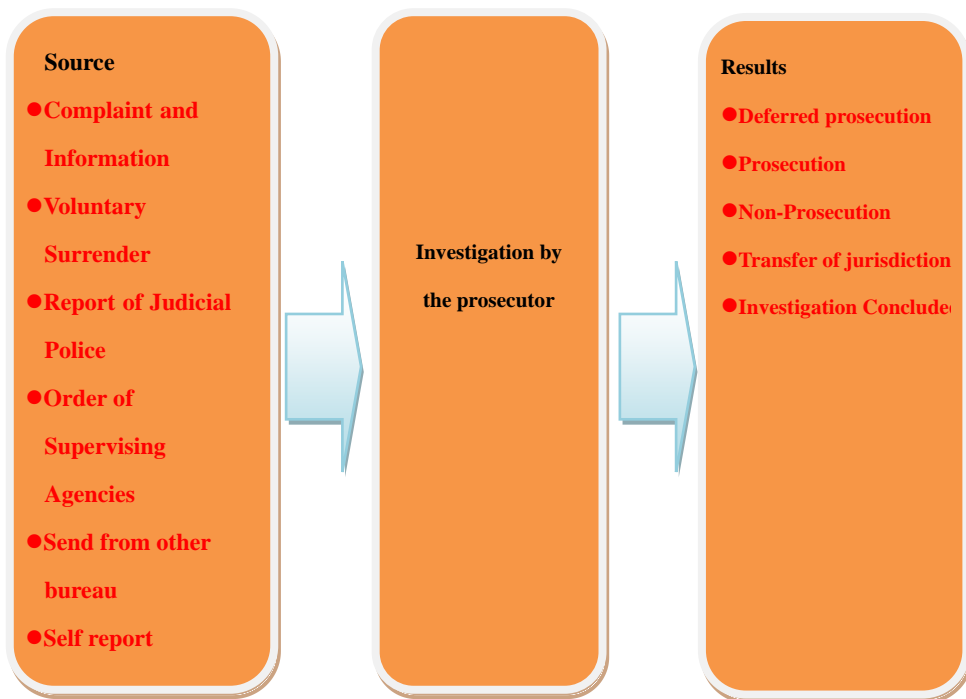 Source
●Complaint and
Information
●Voluntary
Surrender
●Report of Judicial
Police
●Order of
Supervising
Agencies
●Send from other
bureau
●Self report
Investigation by
the prosecutor
Results
●Deferred prosecution
●Prosecution
●Non-Prosecution
●Transfer of jurisdiction
●Investigation Conclude